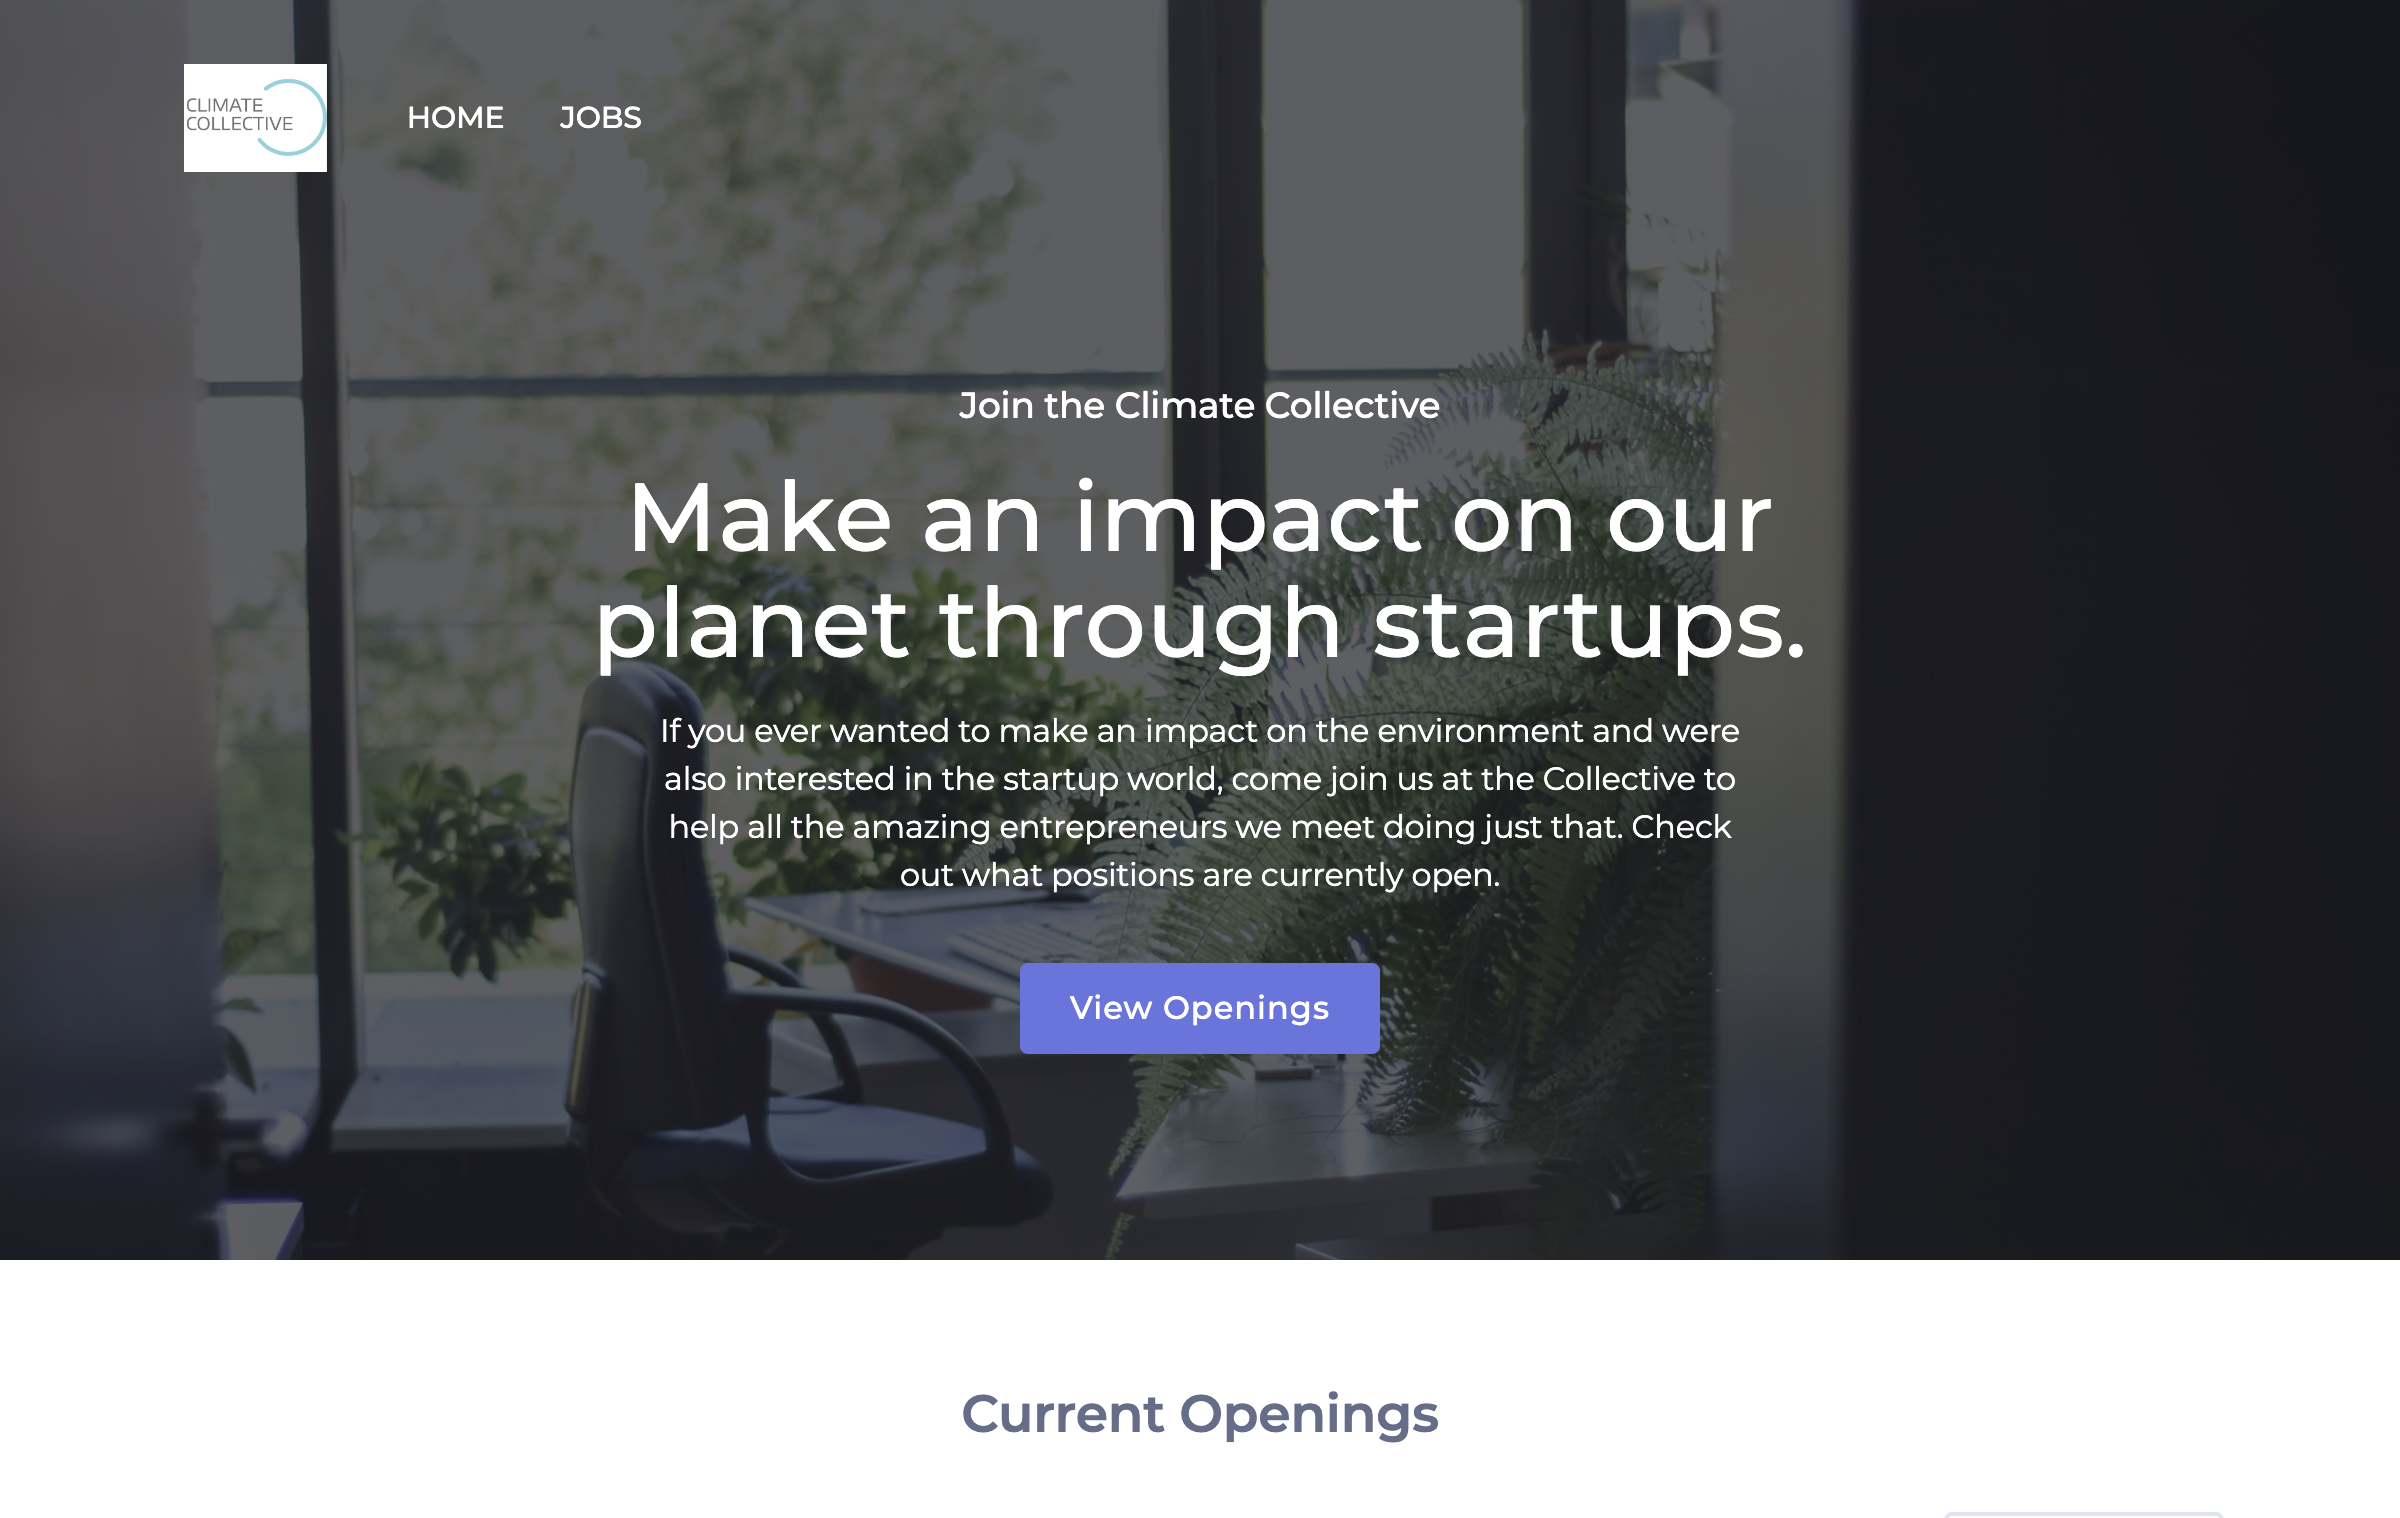 CLIMATE
COLLECTIVE
HOME JOBS
Join the Climate Collective
Make an impact on our
planet through startups.
If you ever wanted to make an impact on the environment and were
also interested in the startup world, come join us at the Collective to
help all the amazing entrepreneurs we meet doing just that. Check
out what positions are currently open.
View Openings
Current Openings